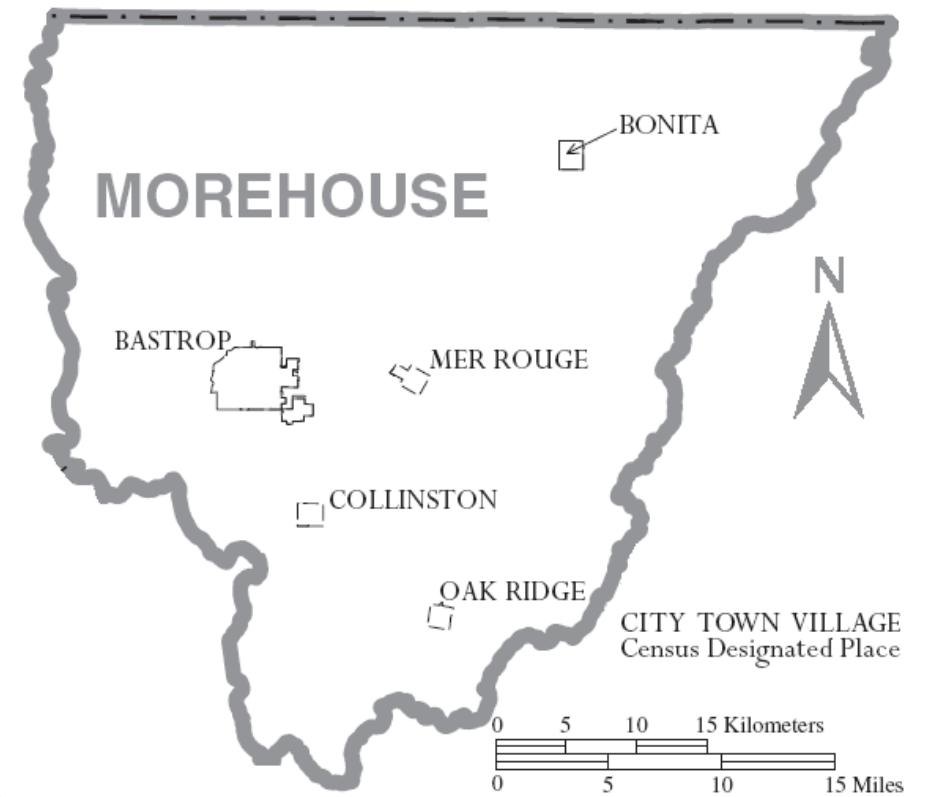 BONITA
MOREHOUSE
N
BASTROP
MER ROUGE
COLLINSTON
OAK RIDGE
CITY TOWN VILLAGE
Census Designated Place
0 5 10 15 Kilometers
0 5 10 15 Miles